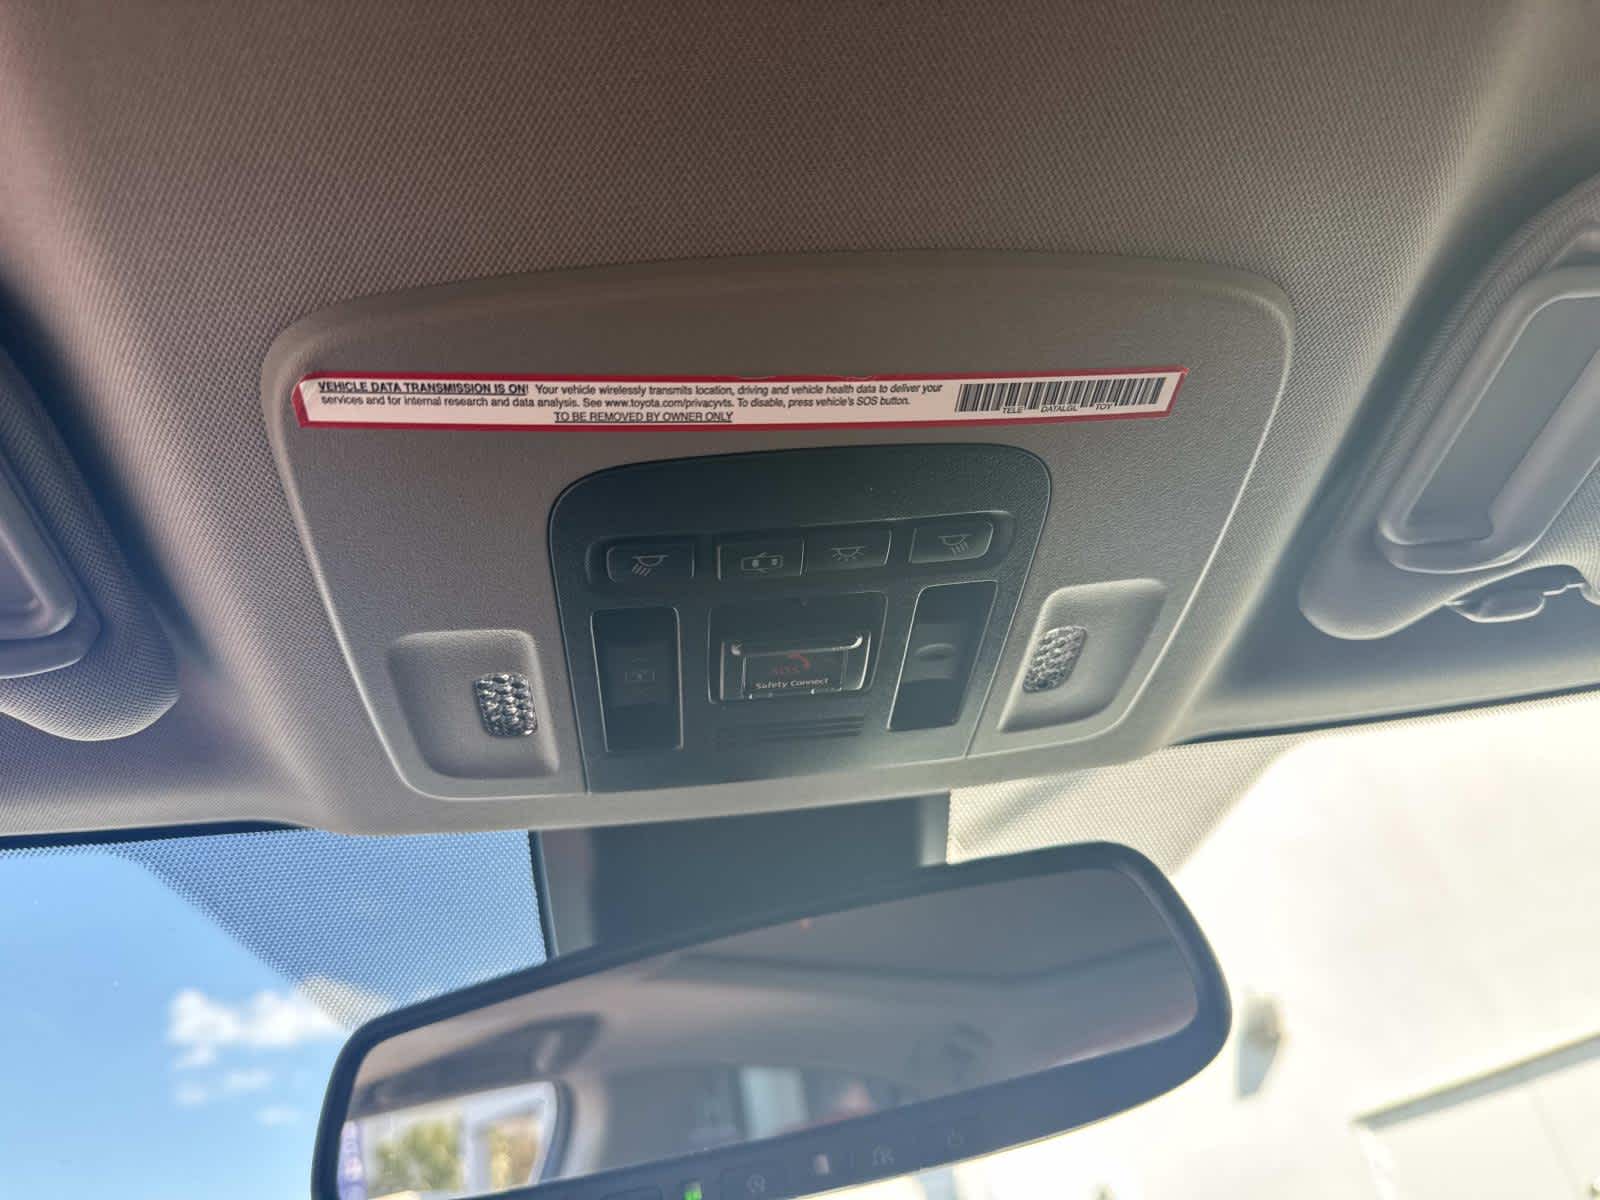 VEHICLE DATA TRANSMISSION IS ON! Your vehicle wirelessly transmits location, driving and vehicle health data to deliver your
services and for internal research and data analysis. See www.toyota.com/privacyvts. To disable, press vehicle's SOS button.
TO BE REMOVED BY OWNER ONLY
TELE DATALGL TOY
SOS
Safety Connect